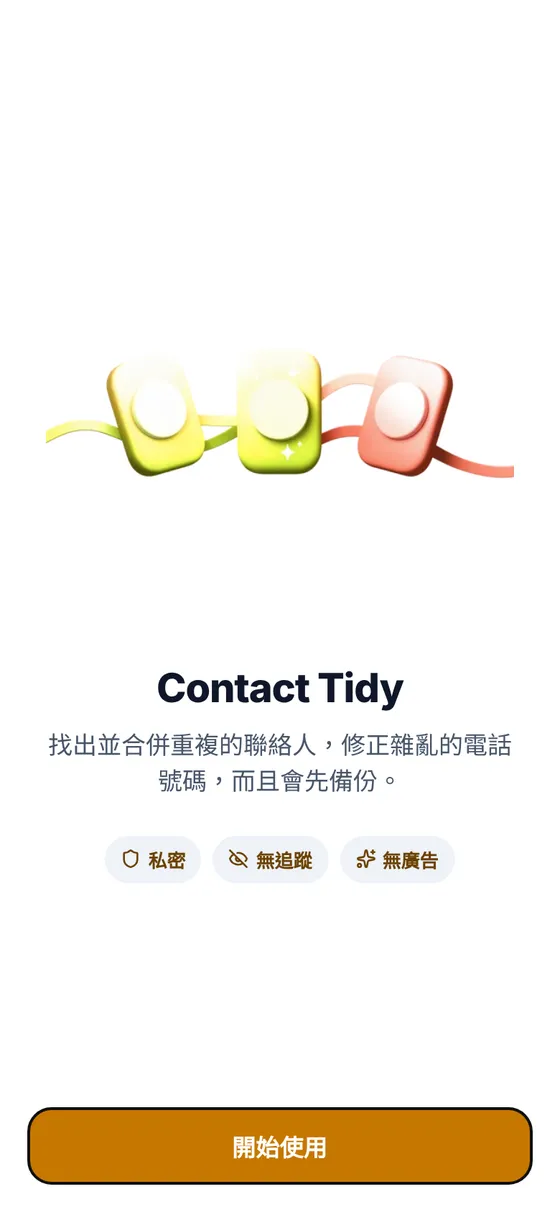 Contact Tidy
找出並合併重複的聯絡人，修正雜亂的電話
號碼，而且會先備份。
私密 無追蹤 無廣告
開始使用